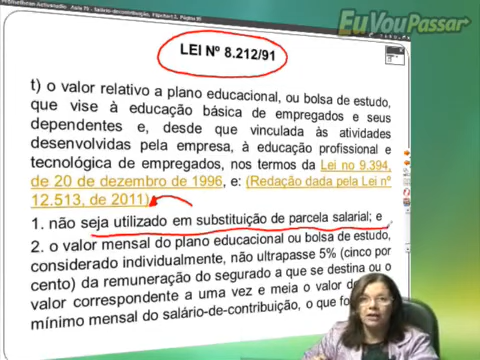 EuVouPassar
LEI Nº 8.212/91
t) o valor relativo a plano educacional, ou bolsa de estudo,
que vise à educação básica de empregados e seus
dependentes e, desde que vinculada às atividades
desenvolvidas pela empresa, à educação profissional e
tecnológica de empregados, nos termos da Lei no 9.394,
de 20 de dezembro de 1996, e: (Redação dada pela Lei nº
12.513, de 2011)
1. não seja utilizado em substituição de parcela salarial; e
2. o valor mensal do plano educacional ou bolsa de estudo,
considerado individualmente, não ultrapasse 5% (cinco por
cento) da remuneração do segurado a que se destina ou o
valor correspondente a uma vez e meia o valor
mínimo mensal do salário-de-contribuição, o que